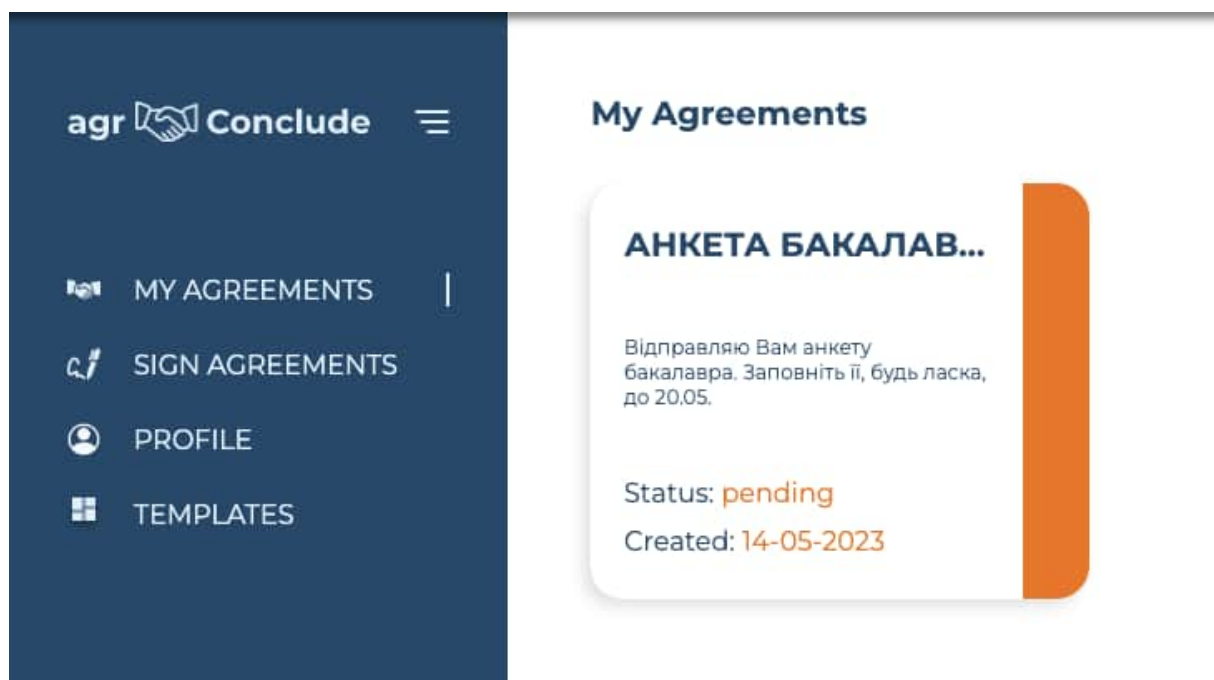 agr Conclude
MY AGREEMENTS
SIGN AGREEMENTS
PROFILE
TEMPLATES
My Agreements
АНКЕТА БАКАЛАВ...
Відправляю Вам анкету
бакалавра. Заповніть її, будь ласка,
до 20.05.
Status: pending
Created: 14-05-2023